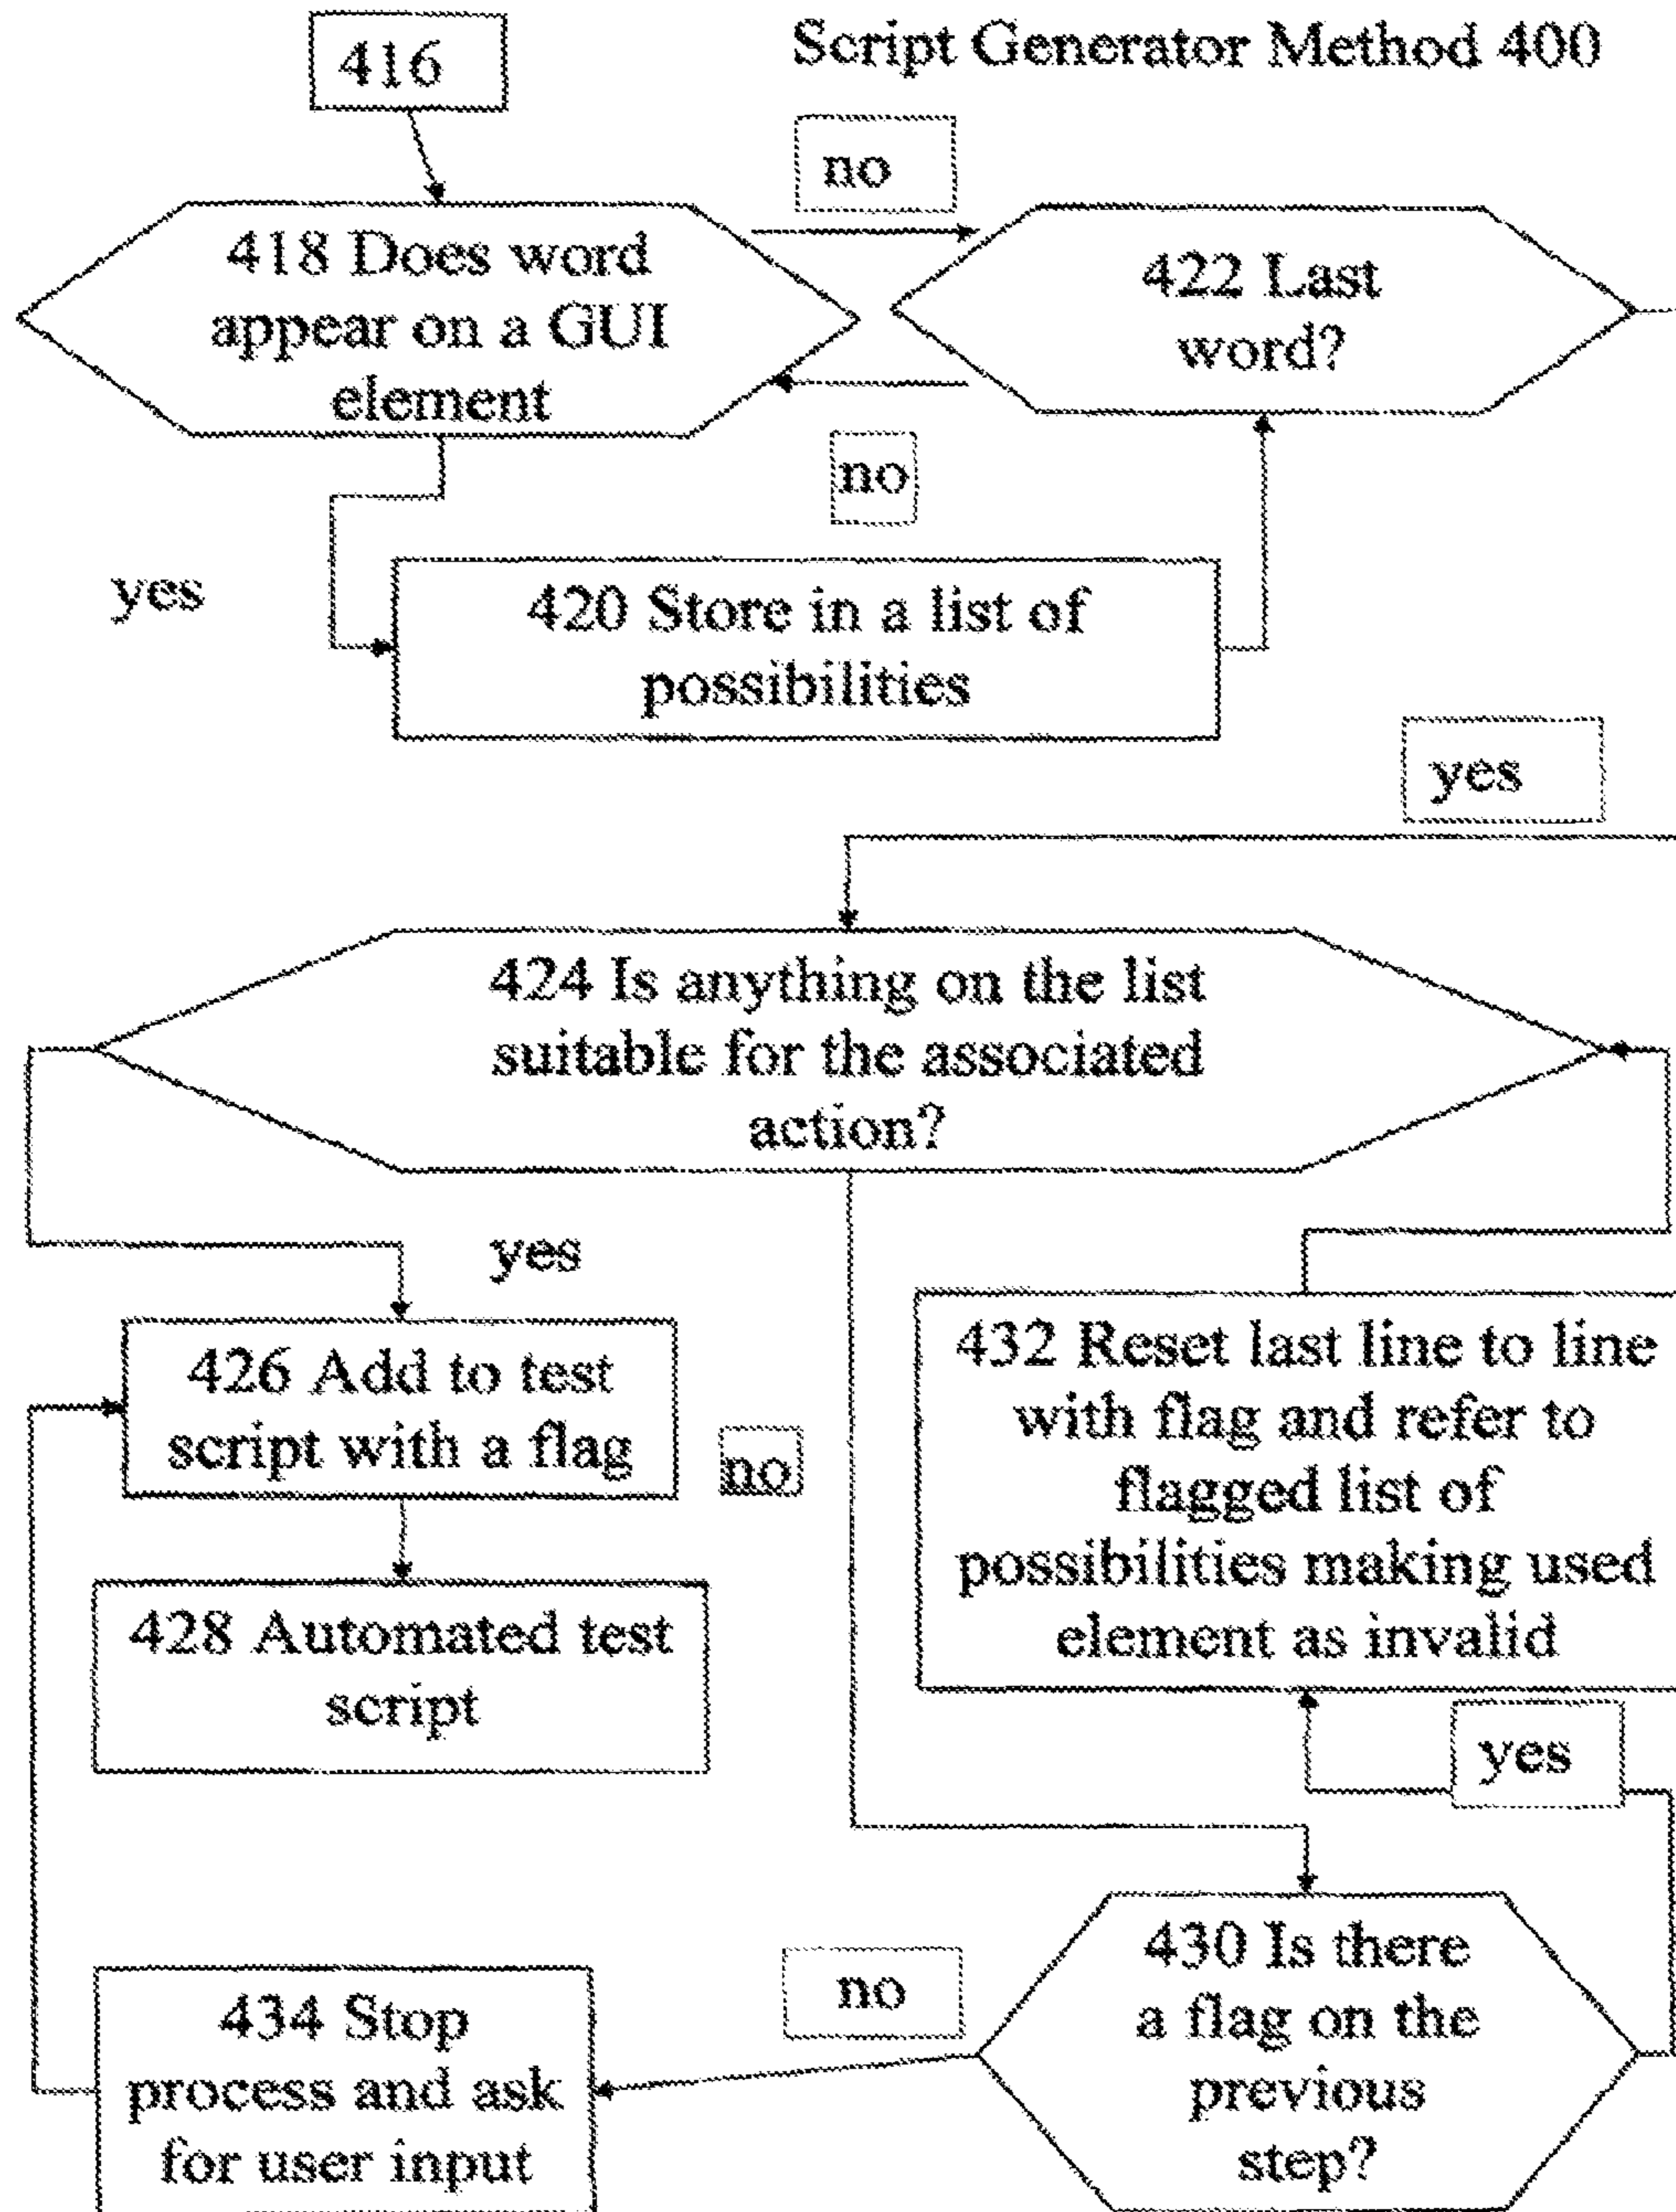 Script Generator Method 400
416
no
418 Does word
appear on a GUI
element
422 Last
word?
no
yes
420 Store in a list of
possibilities
yes
424 Is anything on the list
suitable for the associated
action?
yes
426 Add to test
script with a flag
no
432 Reset last line to line
with flag and refer to
flagged list of
possibilities making used
element as invalid
428 Automated test
script
yes
430 Is there
a flag on the
previous
step?
no
434 Stop
process and ask
for user input